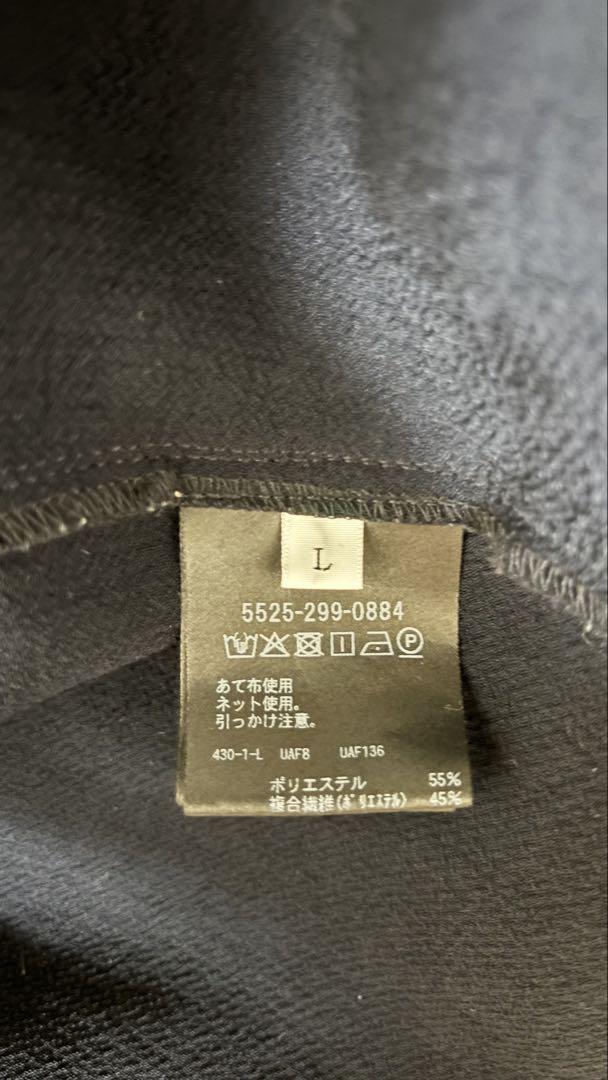 L
5525-299-0884
あて布使用
ネット使用。
引っかけ注意。
430-1-L UAF8 UAF136
ポリエステル 55%
複合繊維(ポリエステル) 45%